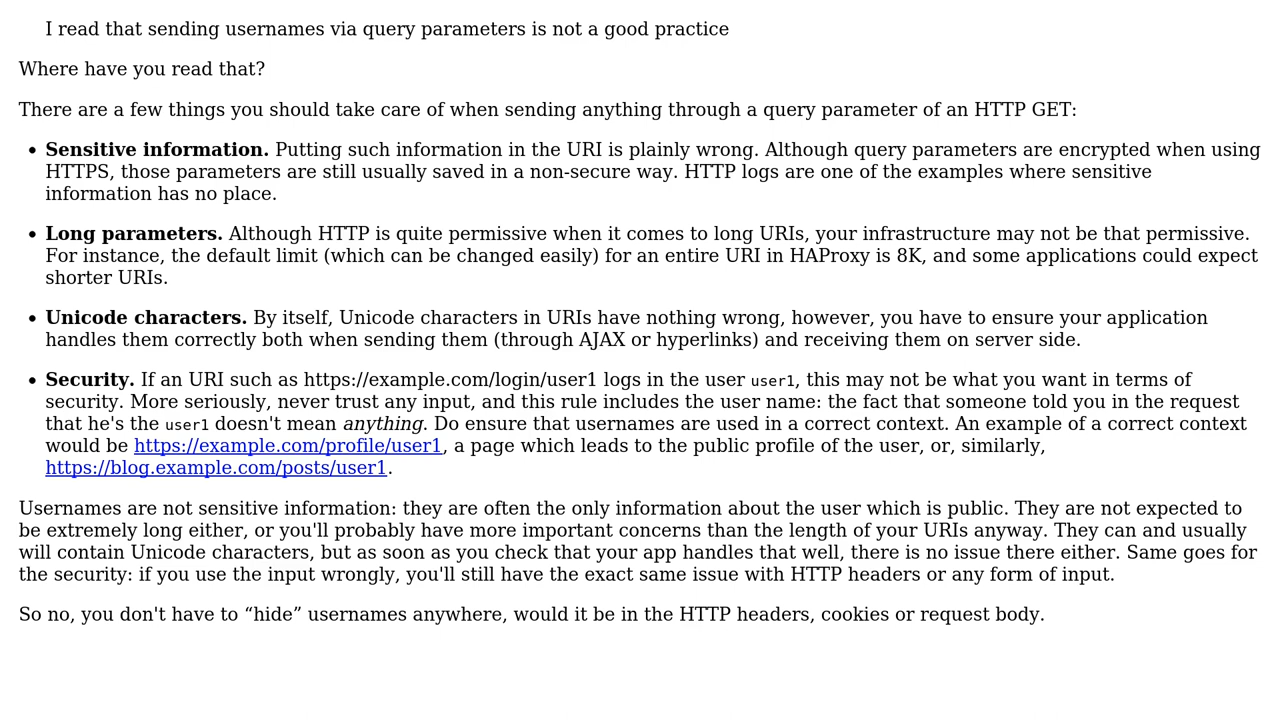 I read that sending usernames via query parameters is not a good practice
Where have you read that?
There are a few things you should take care of when sending anything through a query parameter of an HTTP GET:
• Sensitive information. Putting such information in the URI is plainly wrong. Although query parameters are encrypted when using
HTTPS, those parameters are still usually saved in a non-secure way. HTTP logs are one of the examples where sensitive
information has no place.
• Long parameters. Although HTTP is quite permissive when it comes to long URIs, your infrastructure may not be that permissive.
For instance, the default limit (which can be changed easily) for an entire URI in HAProxy is 8K, and some applications could expect
shorter URIs.
• Unicode characters. By itself, Unicode characters in URIs have nothing wrong, however, you have to ensure your application
handles them correctly both when sending them (through AJAX or hyperlinks) and receiving them on server side.
• Security. If an URI such as https://example.com/login/user1 logs in the user user1, this may not be what you want in terms of
security. More seriously, never trust any input, and this rule includes the user name: the fact that someone told you in the request
that he's the user1 doesn't mean anything. Do ensure that usernames are used in a correct context. An example of a correct context
would be https://example.com/profile/user1, a page which leads to the public profile of the user, or, similarly,
https://blog.example.com/posts/user1.
Usernames are not sensitive information: they are often the only information about the user which is public. They are not expected to
be extremely long either, or you'll probably have more important concerns than the length of your URIs anyway. They can and usually
will contain Unicode characters, but as soon as you check that your app handles that well, there is no issue there either. Same goes for
the security: if you use the input wrongly, you'll still have the exact same issue with HTTP headers or any form of input.
So no, you don't have to “hide” usernames anywhere, would it be in the HTTP headers, cookies or request body.